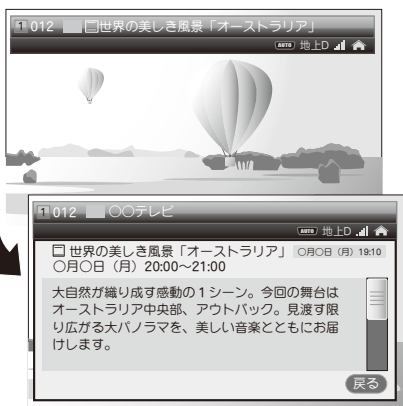 1 012 世界の美しき風景「オーストラリア」
AUTO 地上D
1 012 ○○テレビ
AUTO 地上D
世界の美しき風景「オーストラリア」 ○月○日（月）19:10
○月○日（月）20:00～21:00
大自然が織り成す感動の１シーン。今回の舞台は
オーストラリア中央部、アウトバック。見渡す限
り広がる大パノラマを、美しい音楽とともにお届
けします。
戻る